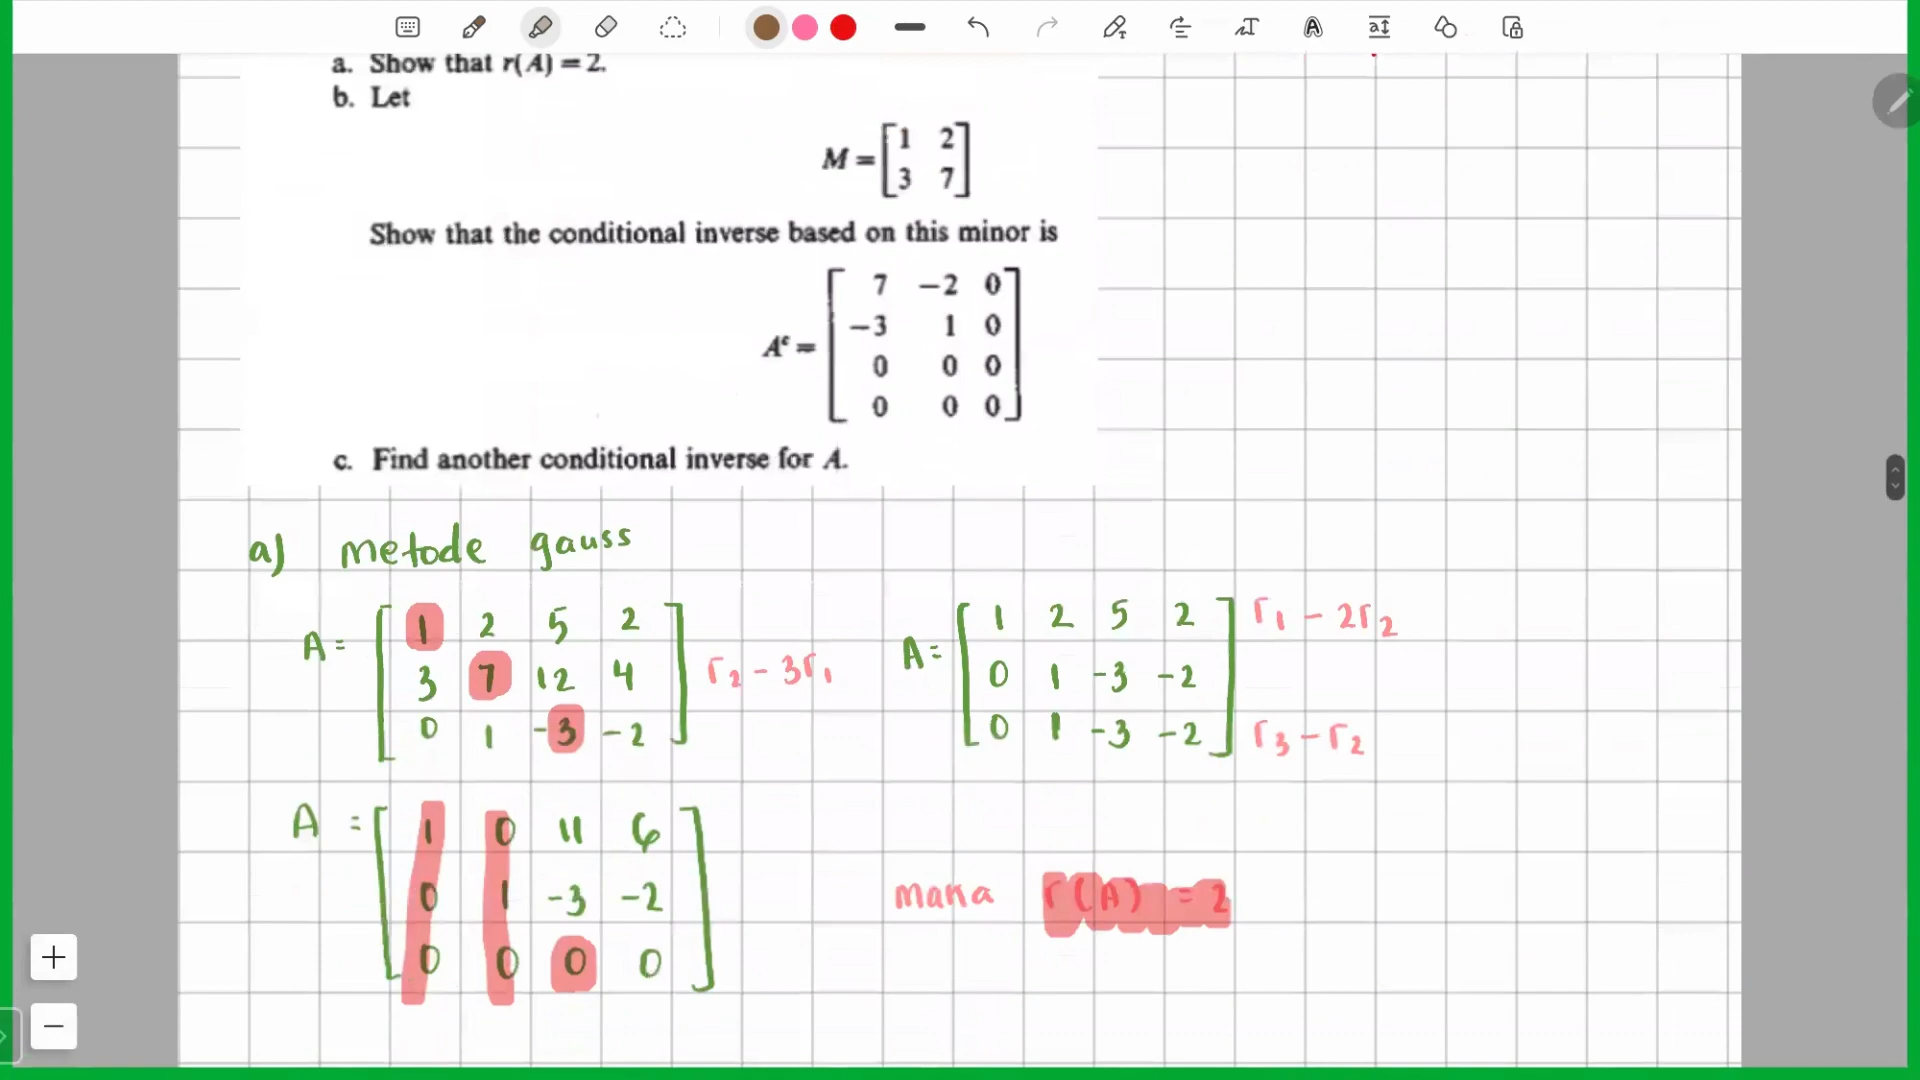 a. Show that r(A) = 2.
b. Let
M = [1 2
3 7]
Show that the conditional inverse based on this minor is
Aᶜ = [7 −2 0
−3 1 0
0 0 0
0 0 0]
c. Find another conditional inverse for A.
a) metode gauss
A = [1 2 5 2
3 7 12 4
0 1 -3 -2] r₂ - 3r₁
A = [1 2 5 2
0 1 -3 -2
0 1 -3 -2] r₁ - 2r₂
r₃ - r₂
A = [1 0 11 6
0 1 -3 -2
0 0 0 0]
maka r(A) = 2